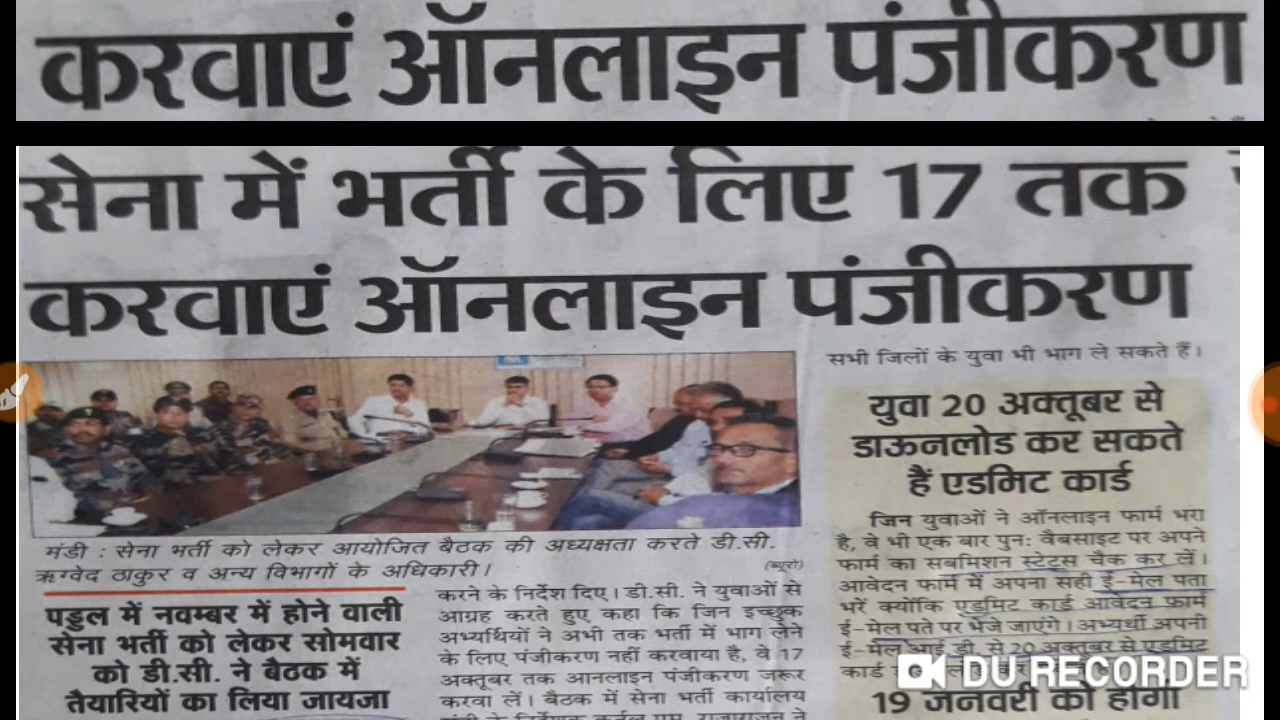 करवाएं ऑनलाइन पंजीकरण
सेना में भर्ती के लिए 17 तक
करवाएं ऑनलाइन पंजीकरण
मंडी : सेना भर्ती को लेकर आयोजित बैठक की अध्यक्षता करते डी.सी.
ऋग्वेद ठाकुर व अन्य विभागों के अधिकारी। (ब्यूरो)
पड्डल में नवम्बर में होने वाली
सेना भर्ती को लेकर सोमवार
को डी.सी. ने बैठक में
तैयारियों का लिया जायजा
करने के निर्देश दिए। डी.सी. ने युवाओं से
आग्रह करते हुए कहा कि जिन इच्छुक
अभ्यर्थियों ने अभी तक भर्ती में भाग लेने
के लिए पंजीकरण नहीं करवाया है, वे 17
अक्तूबर तक आनलाइन पंजीकरण जरूर
करवा लें। बैठक में सेना भर्ती कार्यालय
सभी जिलों के युवा भी भाग ले सकते हैं।
युवा 20 अक्तूबर से
डाऊनलोड कर सकते
हैं एडमिट कार्ड
जिन युवाओं ने ऑनलाइन फार्म भरा
है, वे भी एक बार पुन: वैबसाइट पर अपने
फार्म का सबमिशन स्टेट्स चैक कर लें।
आवेदन फार्म में अपना सही ई-मेल पता
भरें क्योंकि एडमिट कार्ड आवेदन फार्म
ई-मेल पते पर भेजे जाएंगे। अभ्यर्थी अपनी
ई-मेल आई.डी. से 20 अक्तूबर से एडमिट
कार्ड
19 जनवरी को होगी
DU RECORDER